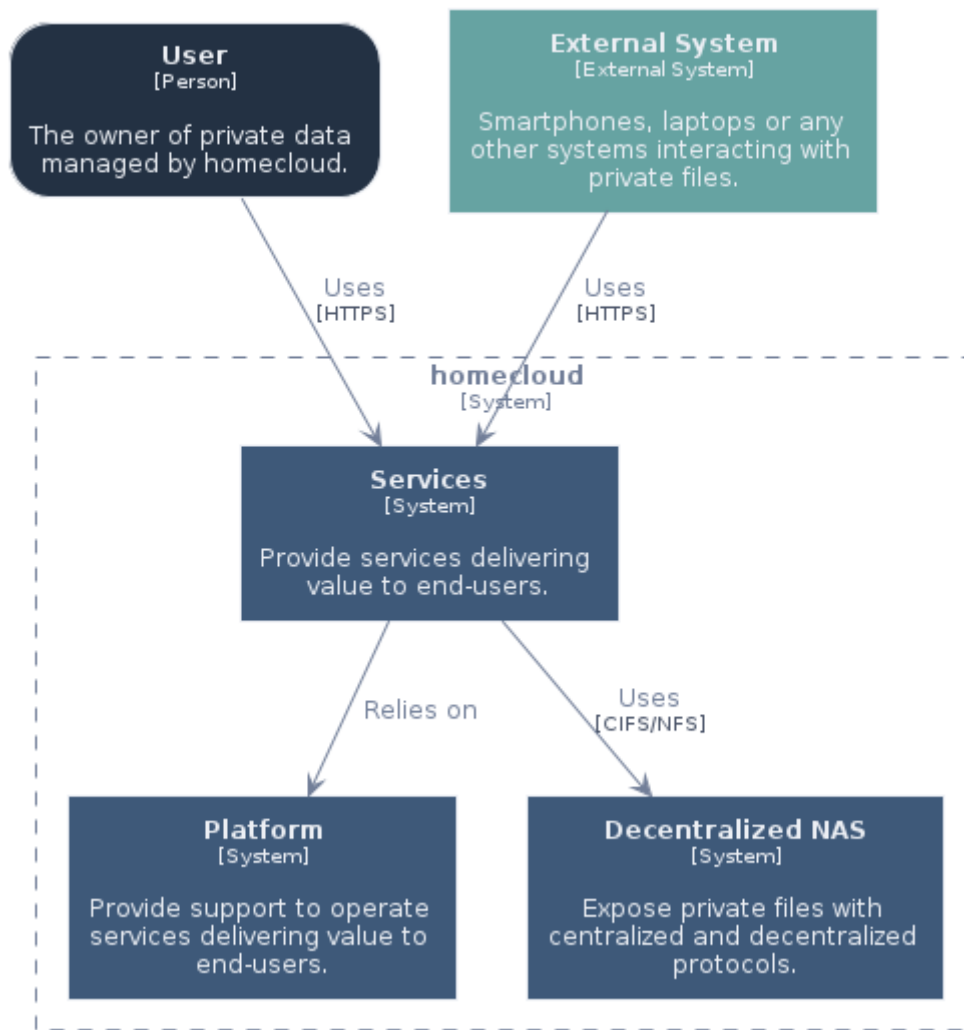 User
[Person]
The owner of private data
managed by homecloud.
External System
[External System]
Smartphones, laptops or any
other systems interacting with
private files.
Uses
[HTTPS]
Uses
[HTTPS]
homecloud
[System]
Services
[System]
Provide services delivering
value to end-users.
Relies on
Uses
[CIFS/NFS]
Platform
[System]
Provide support to operate
services delivering value to
end-users.
Decentralized NAS
[System]
Expose private files with
centralized and decentralized
protocols.